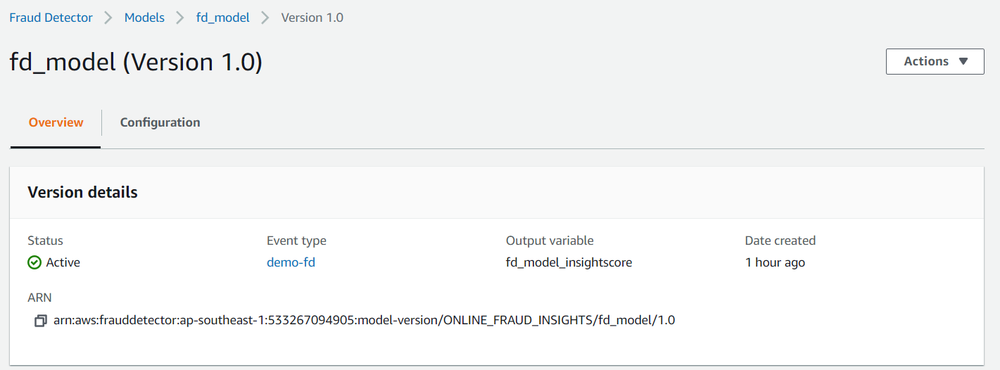 Fraud Detector > Models > fd_model > Version 1.0
fd_model (Version 1.0)
Actions
Overview
Configuration
Version details
Status
Event type
Output variable
Date created
Active
demo-fd
fd_model_insightscore
1 hour ago
ARN
arn:aws:frauddetector:ap-southeast-1:533267094905:model-version/ONLINE_FRAUD_INSIGHTS/fd_model/1.0